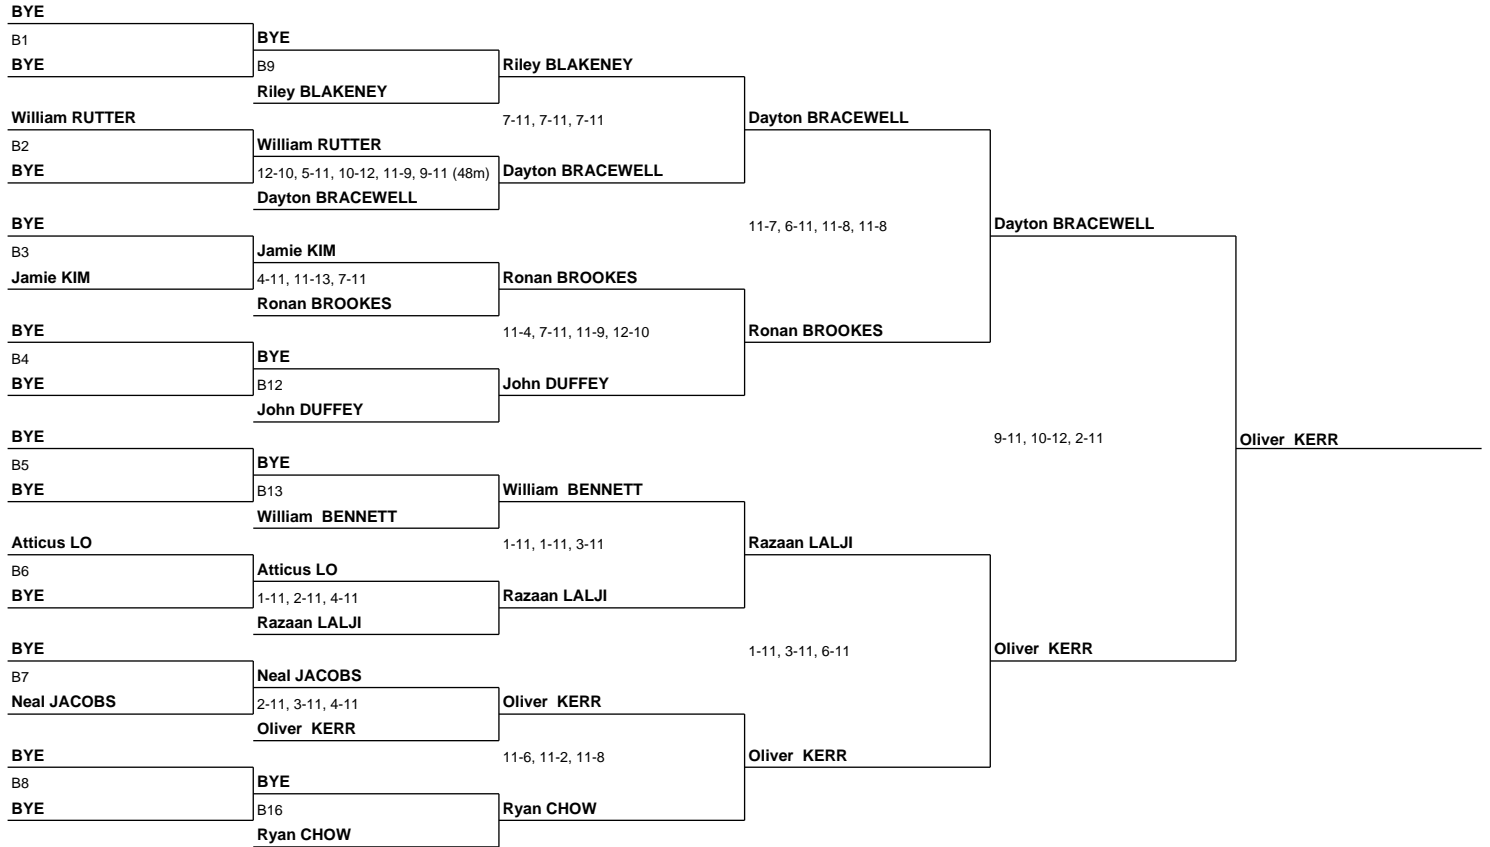 BYE
B1
BYE
BYE
B9
Riley BLAKENEY
Riley BLAKENEY
William RUTTER
B2
BYE
William RUTTER
12-10, 5-11, 10-12, 11-9, 9-11 (48m)
Dayton BRACEWELL
7-11, 7-11, 7-11
Dayton BRACEWELL
Dayton BRACEWELL
BYE
B3
Jamie KIM
Jamie KIM
4-11, 11-13, 7-11
Ronan BROOKES
Ronan BROOKES
11-7, 6-11, 11-8, 11-8
Dayton BRACEWELL
BYE
B4
BYE
BYE
B12
John DUFFEY
11-4, 7-11, 11-9, 12-10
John DUFFEY
Ronan BROOKES
BYE
B5
BYE
BYE
B13
William BENNETT
William BENNETT
9-11, 10-12, 2-11
Oliver KERR
Atticus LO
B6
BYE
Atticus LO
1-11, 2-11, 4-11
Razaan LALJI
1-11, 1-11, 3-11
Razaan LALJI
Razaan LALJI
BYE
B7
Neal JACOBS
Neal JACOBS
2-11, 3-11, 4-11
Oliver KERR
Oliver KERR
1-11, 3-11, 6-11
Oliver KERR
BYE
B8
BYE
BYE
B16
Ryan CHOW
11-6, 11-2, 11-8
Ryan CHOW
Oliver KERR